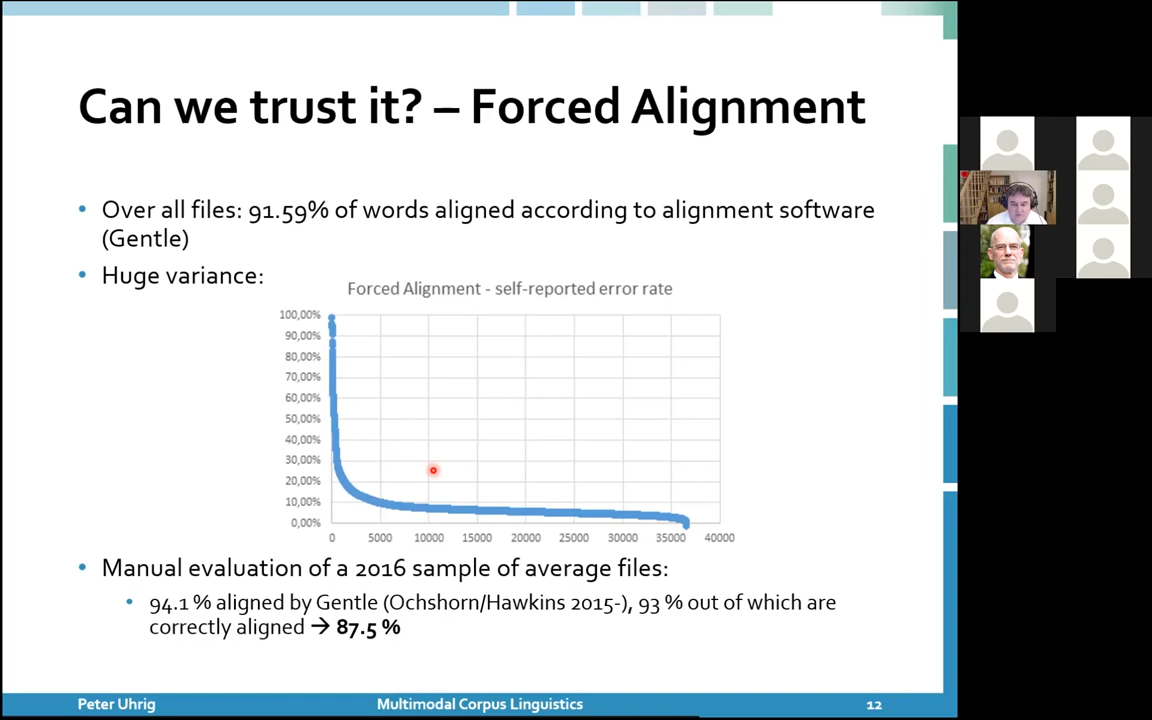 Can we trust it? – Forced Alignment
• Over all files: 91.59% of words aligned according to alignment software
(Gentle)
• Huge variance:
Forced Alignment - self-reported error rate
100,00%
90,00%
80,00%
70,00%
60,00%
50,00%
40,00%
30,00%
20,00%
10,00%
0,00%
0 5000 10000 15000 20000 25000 30000 35000 40000
• Manual evaluation of a 2016 sample of average files:
• 94.1 % aligned by Gentle (Ochshorn/Hawkins 2015-), 93 % out of which are
correctly aligned → 87.5 %
Peter Uhrig Multimodal Corpus Linguistics 12